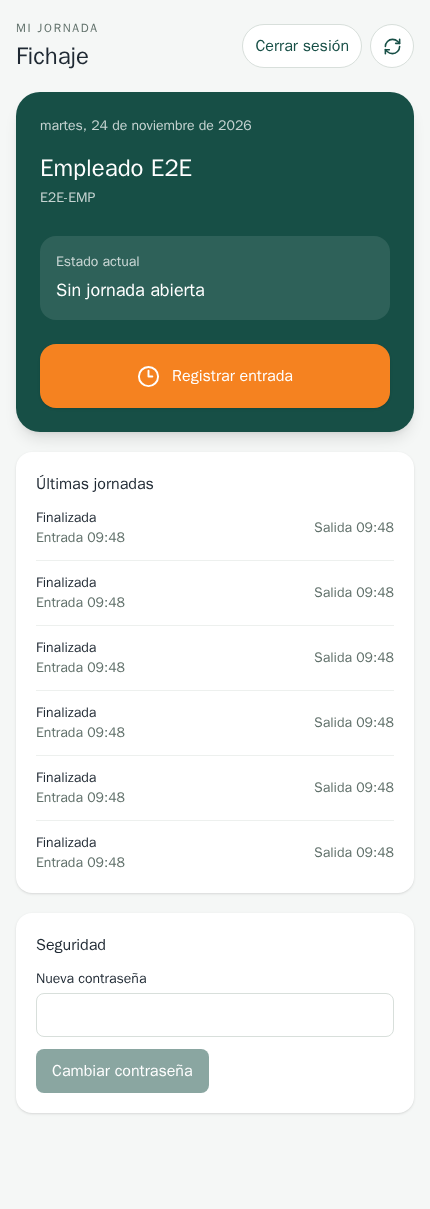 MI JORNADA
Fichaje
Cerrar sesión
martes, 24 de noviembre de 2026
Empleado E2E
E2E-EMP
Estado actual
Sin jornada abierta
Registrar entrada
Últimas jornadas
Finalizada
Entrada 09:48
Salida 09:48
Finalizada
Entrada 09:48
Salida 09:48
Finalizada
Entrada 09:48
Salida 09:48
Finalizada
Entrada 09:48
Salida 09:48
Finalizada
Entrada 09:48
Salida 09:48
Finalizada
Entrada 09:48
Salida 09:48
Seguridad
Nueva contraseña
Cambiar contraseña